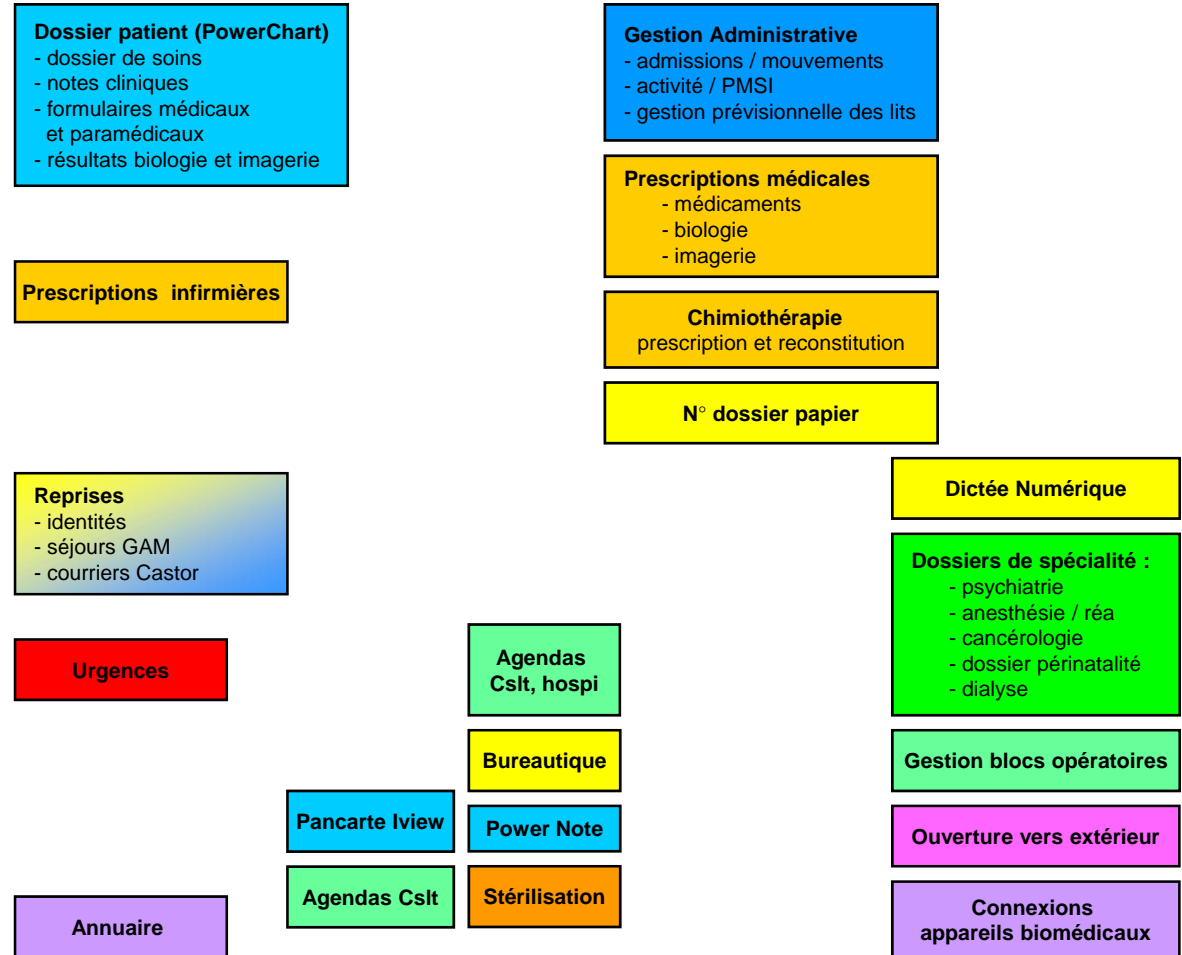 Dossier patient (PowerChart)
- dossier de soins
- notes cliniques
- formulaires médicaux
et paramédicaux
- résultats biologie et imagerie
Gestion Administrative
- admissions / mouvements
- activité / PMSI
- gestion prévisionnelle des lits
Prescriptions médicales
- médicaments
- biologie
- imagerie
Prescriptions infirmières
Chimiothérapie
prescription et reconstitution
N° dossier papier
Reprises
- identités
- séjours GAM
- courriers Castor
Dictée Numérique
Dossiers de spécialité :
- psychiatrie
- anesthésie / réa
- cancérologie
- dossier périnatalité
- dialyse
Urgences
Agendas
Cslt, hospi
Bureautique
Gestion blocs opératoires
Pancarte Iview
Power Note
Ouverture vers extérieur
Agendas Cslt
Stérilisation
Annuaire
Connexions
appareils biomédicaux